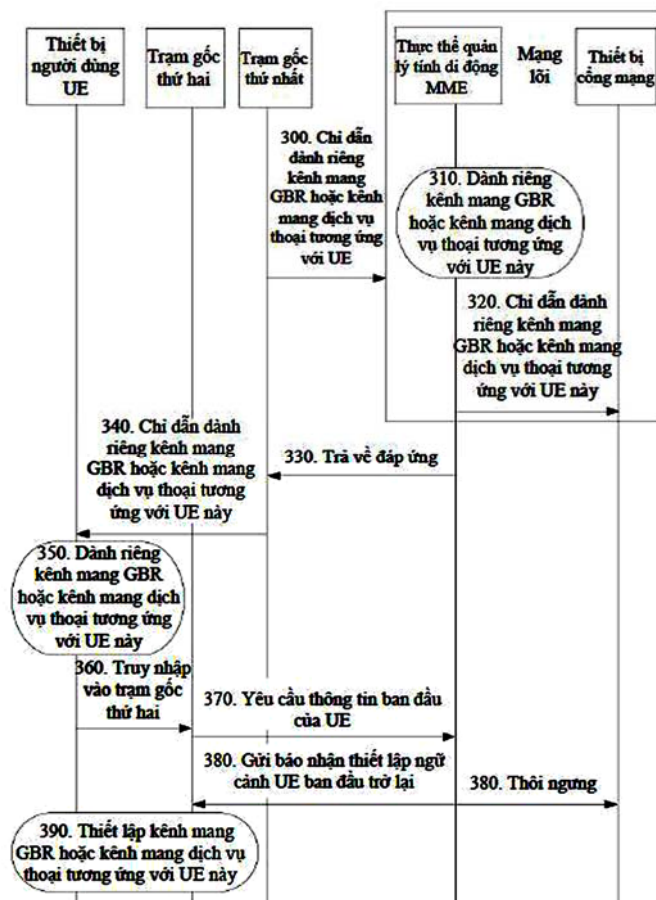 Thiết bị
người dùng
UE
Trạm gốc
thứ hai
Trạm gốc
thứ nhất
Thực thể quản
lý tính di động
MME
Mạng
lõi
Thiết bị
cổng mạng
300. Chỉ dẫn
dành riêng
kênh mang
GBR hoặc kênh
mang dịch vụ
thoại tương ứng
với UE
310. Dành riêng
kênh mang GBR
hoặc kênh mang dịch
vụ thoại tương ứng
với UE này
320. Chỉ dẫn dành
riêng kênh mang
GBR hoặc kênh mang
dịch vụ thoại tương
ứng với UE này
330. Trả về đáp ứng
340. Chỉ dẫn dành
riêng kênh mang
GBR hoặc kênh mang
dịch vụ thoại tương
ứng với UE này
350. Dành riêng
kênh mang GBR
hoặc kênh mang dịch
vụ thoại tương ứng
với UE này
360. Truy nhập
vào trạm gốc
thứ hai
370. Yêu cầu thông tin ban đầu
của UE
380. Gửi báo nhận thiết lập ngữ
cảnh UE ban đầu trở lại
380. Thôi ngưng
390. Thiết lập kênh mang
GBR hoặc kênh mang dịch vụ
thoại tương ứng với UE này